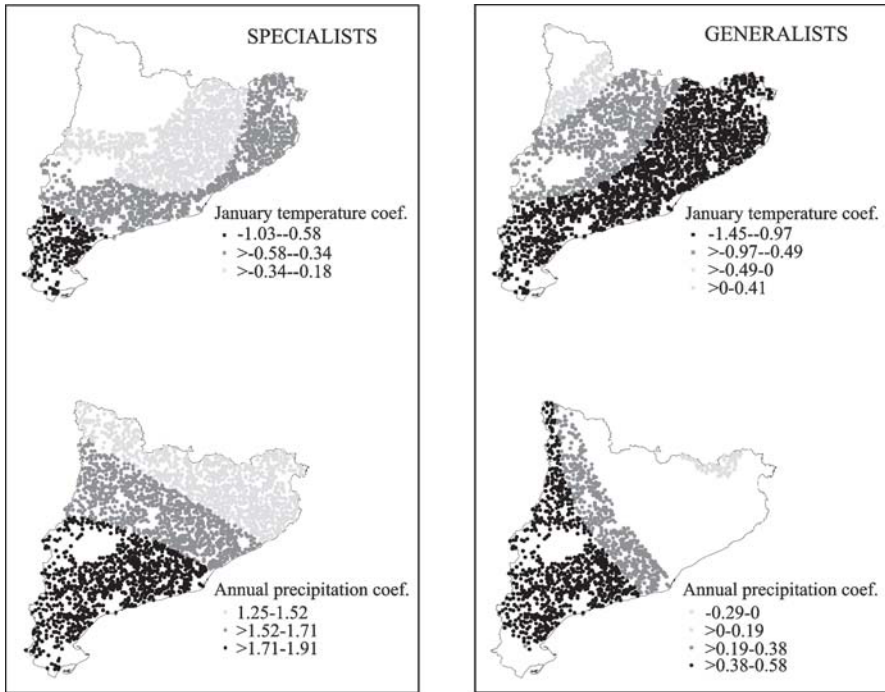 SPECIALISTS
January temperature coef.
-1.03--0.58
>-0.58--0.34
>-0.34--0.18
Annual precipitation coef.
1.25-1.52
>1.52-1.71
>1.71-1.91
GENERALISTS
January temperature coef.
-1.45--0.97
>-0.97--0.49
>-0.49-0
>0-0.41
Annual precipitation coef.
-0.29-0
>0-0.19
>0.19-0.38
>0.38-0.58